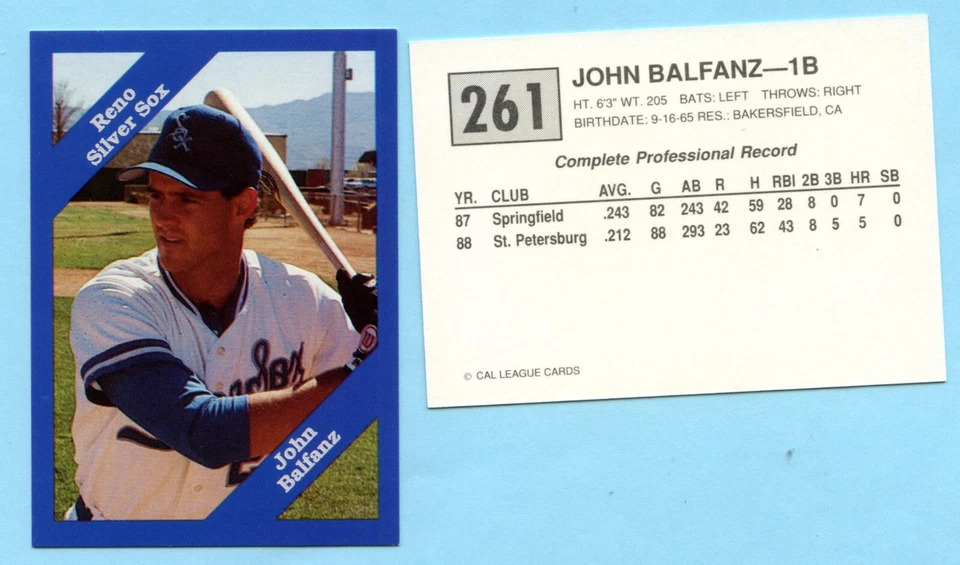 Reno
Silver Sox
Sox
John
Balfanz
261
JOHN BALFANZ—1B
HT. 6'3" WT. 205 BATS: LEFT THROWS: RIGHT
BIRTHDATE: 9-16-65 RES.: BAKERSFIELD, CA
Complete Professional Record
YR. CLUB AVG. G AB R H RBI 2B 3B HR SB
87 Springfield .243 82 243 42 59 28 8 0 7 0
88 St. Petersburg .212 88 293 23 62 43 8 5 5 0
© CAL LEAGUE CARDS